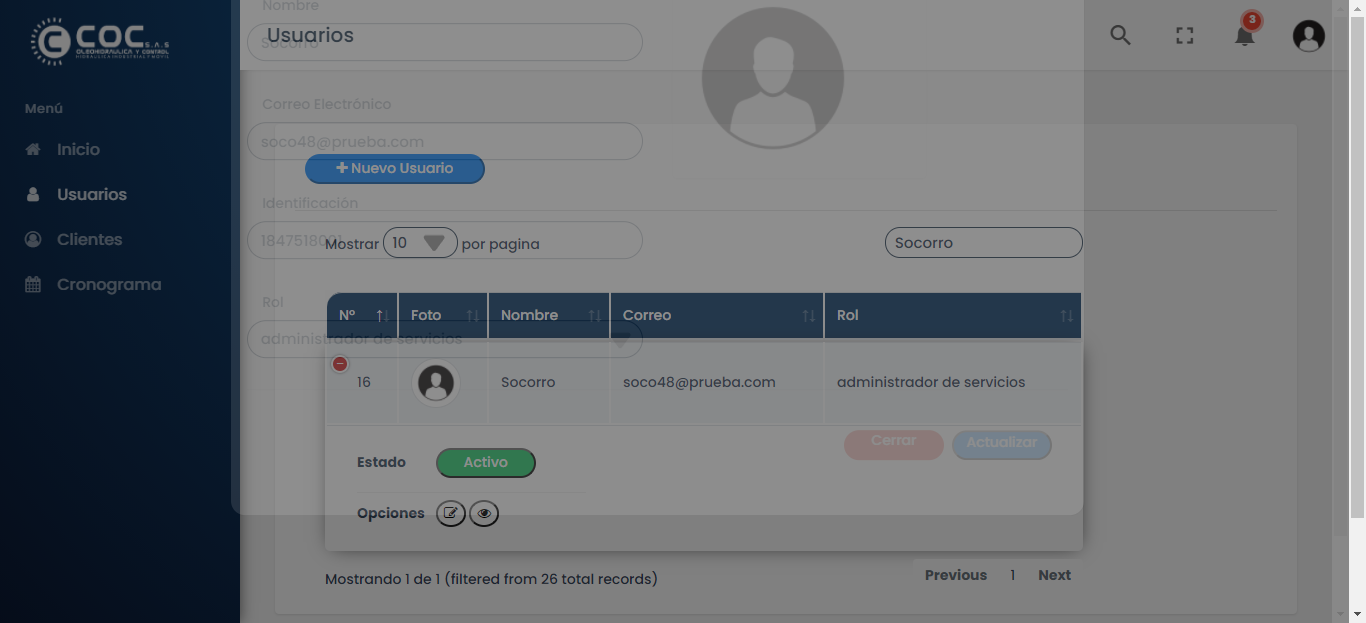 COC S.A.S
OLEOHIDRAULICA Y CONTROL
HIDRAULICA INDUSTRIAL Y MOVIL
Menú
Inicio
Usuarios
Clientes
Cronograma
Usuarios
3
Nombre
Socorro
Correo Electrónico
soco48@prueba.com
Identificación
Rol
administrador de servicios
Cerrar
Actualizar
Nuevo Usuario
Mostrar 10 por pagina
Socorro
Nº Foto Nombre Correo Rol
16 Socorro soco48@prueba.com administrador de servicios
Estado Activo
Opciones
Mostrando 1 de 1 (filtered from 26 total records)
Previous 1 Next